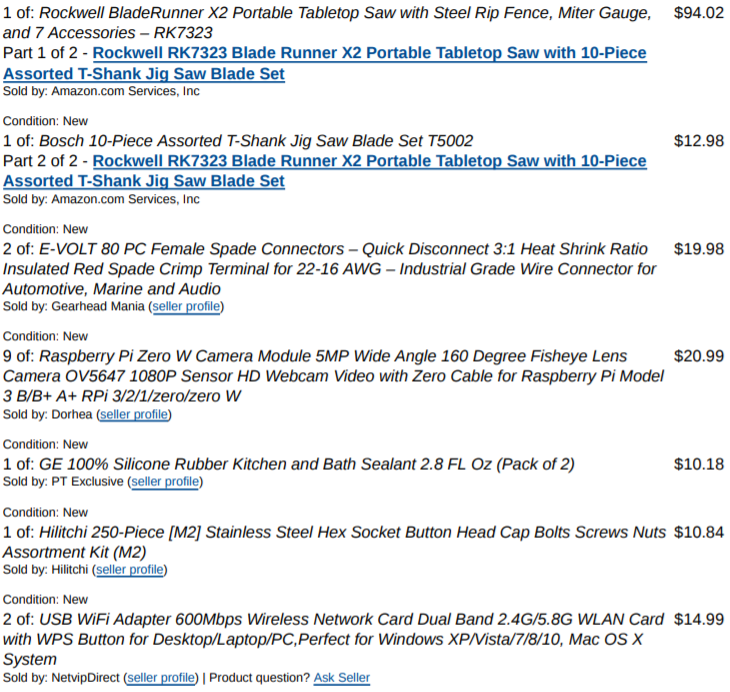 1 of: Rockwell BladeRunner X2 Portable Tabletop Saw with Steel Rip Fence, Miter Gauge, $94.02
and 7 Accessories – RK7323
Part 1 of 2 - Rockwell RK7323 Blade Runner X2 Portable Tabletop Saw with 10-Piece
Assorted T-Shank Jig Saw Blade Set
Sold by: Amazon.com Services, Inc
Condition: New
1 of: Bosch 10-Piece Assorted T-Shank Jig Saw Blade Set T5002 $12.98
Part 2 of 2 - Rockwell RK7323 Blade Runner X2 Portable Tabletop Saw with 10-Piece
Assorted T-Shank Jig Saw Blade Set
Sold by: Amazon.com Services, Inc
Condition: New
2 of: E-VOLT 80 PC Female Spade Connectors – Quick Disconnect 3:1 Heat Shrink Ratio $19.98
Insulated Red Spade Crimp Terminal for 22-16 AWG – Industrial Grade Wire Connector for
Automotive, Marine and Audio
Sold by: Gearhead Mania (seller profile)
Condition: New
9 of: Raspberry Pi Zero W Camera Module 5MP Wide Angle 160 Degree Fisheye Lens $20.99
Camera OV5647 1080P Sensor HD Webcam Video with Zero Cable for Raspberry Pi Model
3 B/B+ A+ RPi 3/2/1/zero/zero W
Sold by: Dorhea (seller profile)
Condition: New
1 of: GE 100% Silicone Rubber Kitchen and Bath Sealant 2.8 FL Oz (Pack of 2) $10.18
Sold by: PT Exclusive (seller profile)
Condition: New
1 of: Hilitchi 250-Piece [M2] Stainless Steel Hex Socket Button Head Cap Bolts Screws Nuts $10.84
Assortment Kit (M2)
Sold by: Hilitchi (seller profile)
Condition: New
2 of: USB WiFi Adapter 600Mbps Wireless Network Card Dual Band 2.4G/5.8G WLAN Card $14.99
with WPS Button for Desktop/Laptop/PC,Perfect for Windows XP/Vista/7/8/10, Mac OS X
System
Sold by: NetvipDirect (seller profile) | Product question? Ask Seller